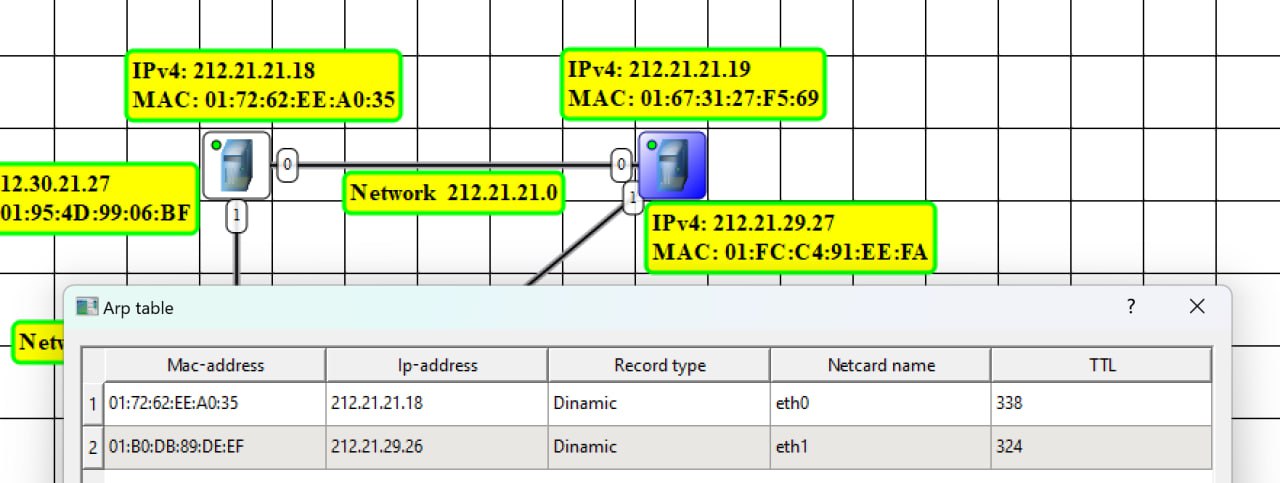 IPv4: 212.21.21.18
MAC: 01:72:62:EE:A0:35
IPv4: 212.21.21.19
MAC: 01:67:31:27:F5:69
12.30.21.27
01:95:4D:99:06:BF
0
0
Network 212.21.21.0
1
1
IPv4: 212.21.29.27
MAC: 01:FC:C4:91:EE:FA
Arp table
?
Netw
Mac-address Ip-address Record type Netcard name TTL
1 01:72:62:EE:A0:35 212.21.21.18 Dinamic eth0 338
2 01:B0:DB:89:DE:EF 212.21.29.26 Dinamic eth1 324